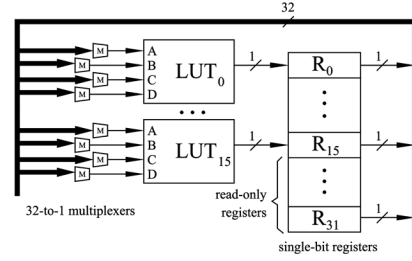 32
M A
M B
M C
M D
LUT0
1
R0
1
M A
M B
M C
M D
LUT15
1
R15
1
read-only
registers
R31
1
32-to-1 multiplexers
single-bit registers